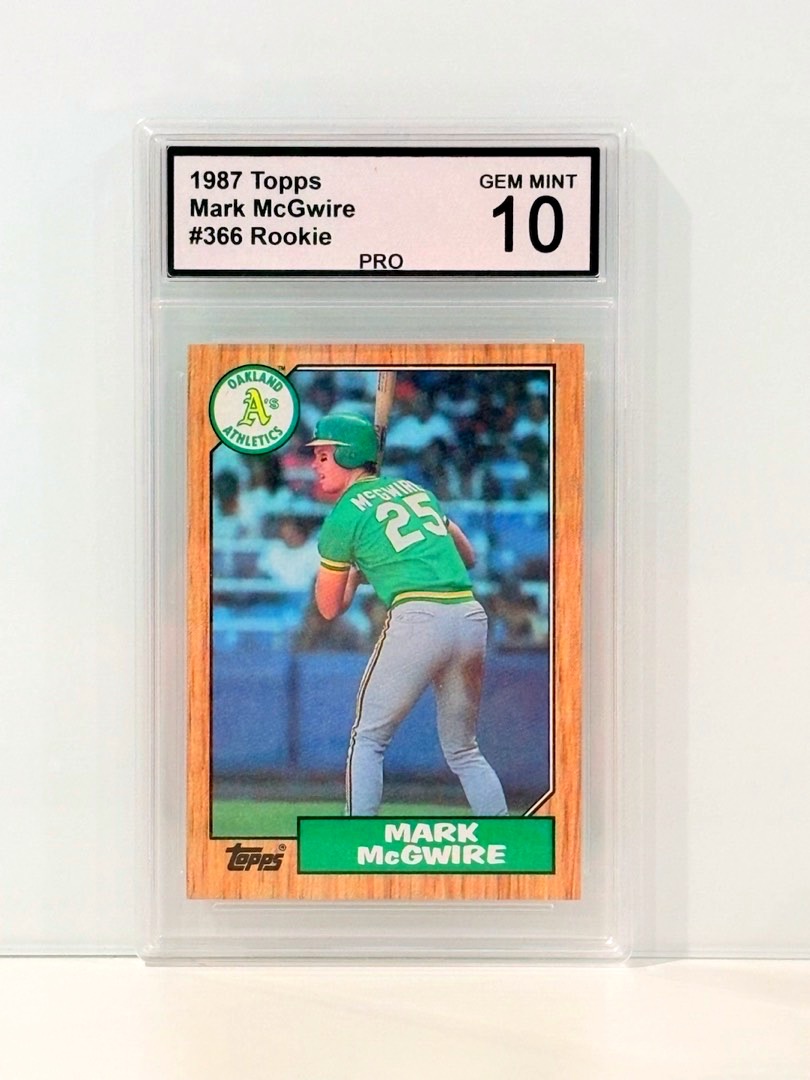 1987 Topps
GEM MINT
Mark McGwire
10
#366 Rookie
PRO
OAKLAND
A's
ATHLETICS
McGWIRE
25
topps®
MARK
McGWIRE